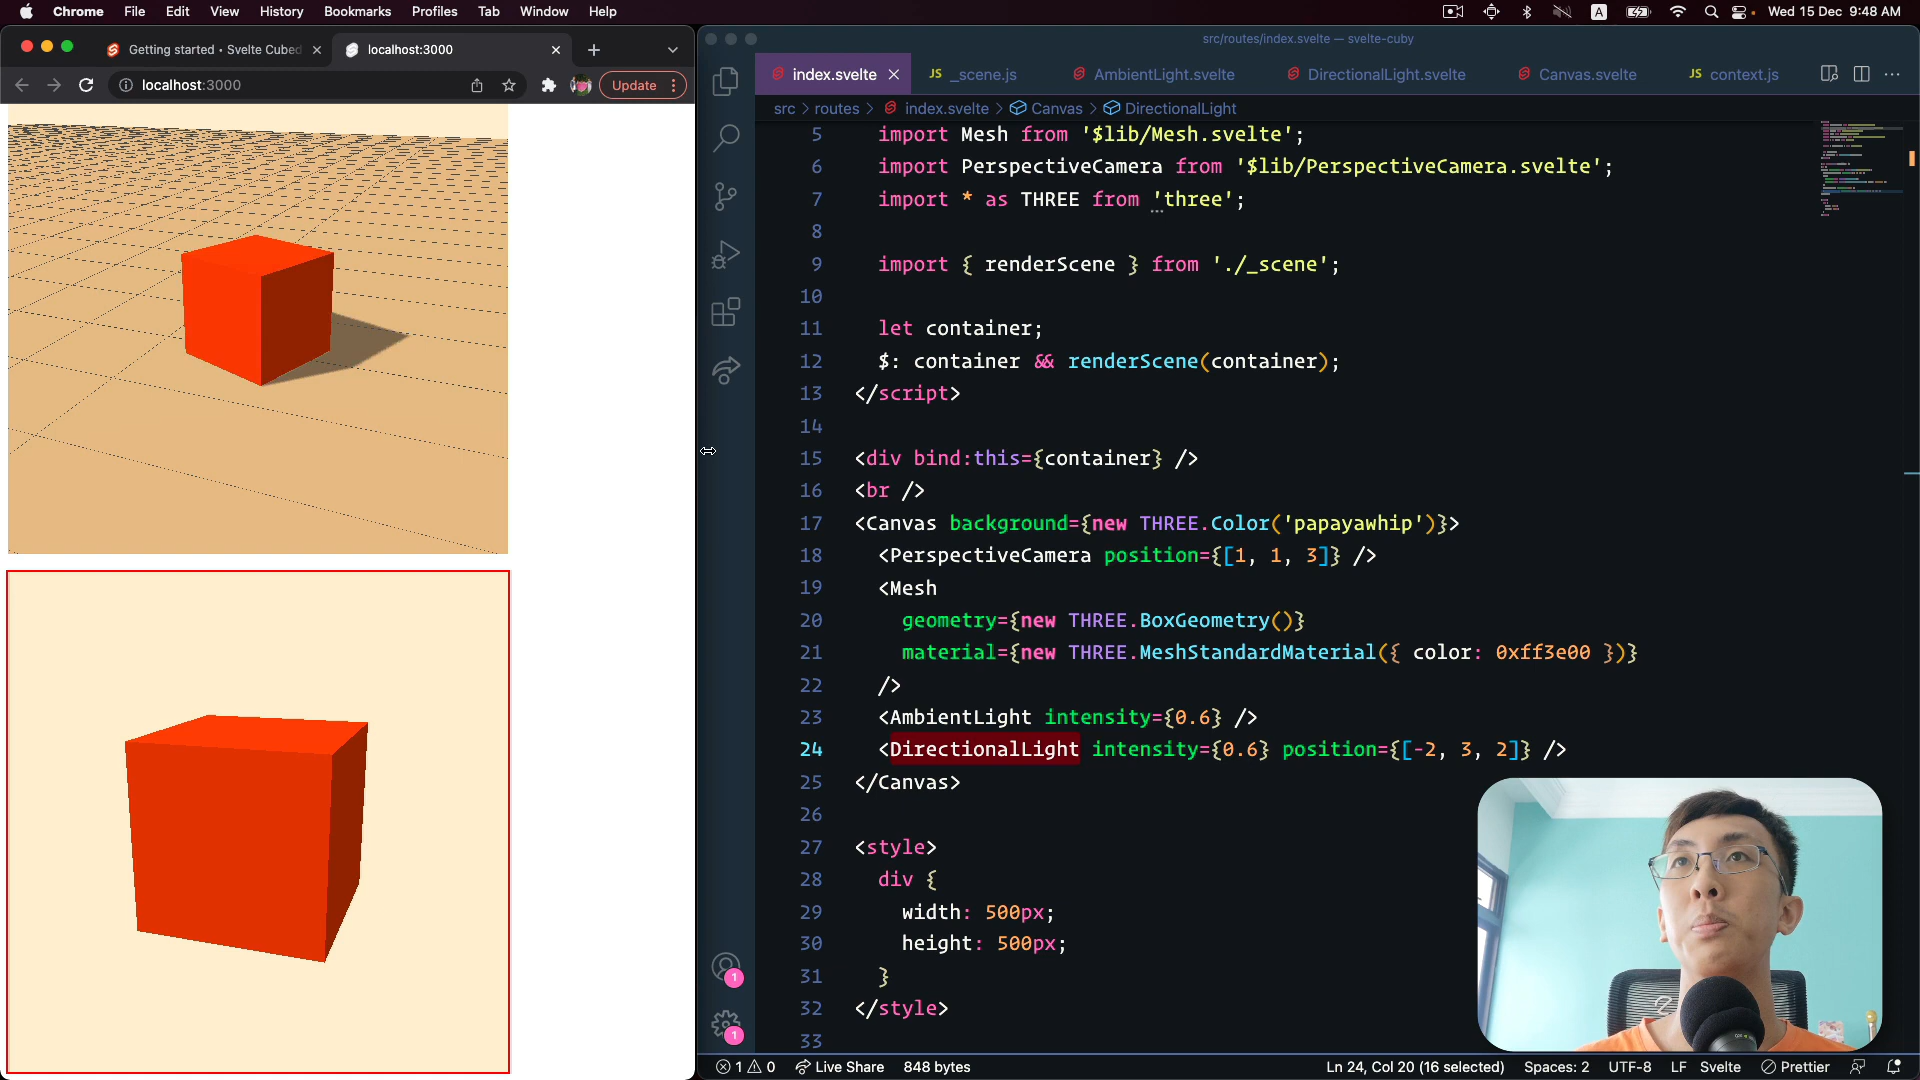 Chrome File Edit View History Bookmarks Profiles Tab Window Help
A
Wed 15 Dec 9:48 AM
Getting started • Svelte Cubed
localhost:3000
localhost:3000
Update
src/routes/index.svelte — svelte-cuby
index.svelte
JS _scene.js
AmbientLight.svelte
DirectionalLight.svelte
Canvas.svelte
JS context.js
src > routes > index.svelte > Canvas > DirectionalLight
5 import Mesh from '$lib/Mesh.svelte';
6 import PerspectiveCamera from '$lib/PerspectiveCamera.svelte';
7 import * as THREE from 'three';
8
9 import { renderScene } from './_scene';
10
11 let container;
12 $: container && renderScene(container);
13 </script>
14
15 <div bind:this={container} />
16 <br />
17 <Canvas background={new THREE.Color('papayawhip')}>
18 <PerspectiveCamera position={[1, 1, 3]} />
19 <Mesh
20 geometry={new THREE.BoxGeometry()}
21 material={new THREE.MeshStandardMaterial({ color: 0xff3e00 })}
22 />
23 <AmbientLight intensity={0.6} />
24 <DirectionalLight intensity={0.6} position={[-2, 3, 2]} />
25 </Canvas>
26
27 <style>
28 div {
29 width: 500px;
30 height: 500px;
31 }
32 </style>
33
1
1
1 0 Live Share 848 bytes
Ln 24, Col 20 (16 selected) Spaces: 2 UTF-8 LF Svelte Prettier